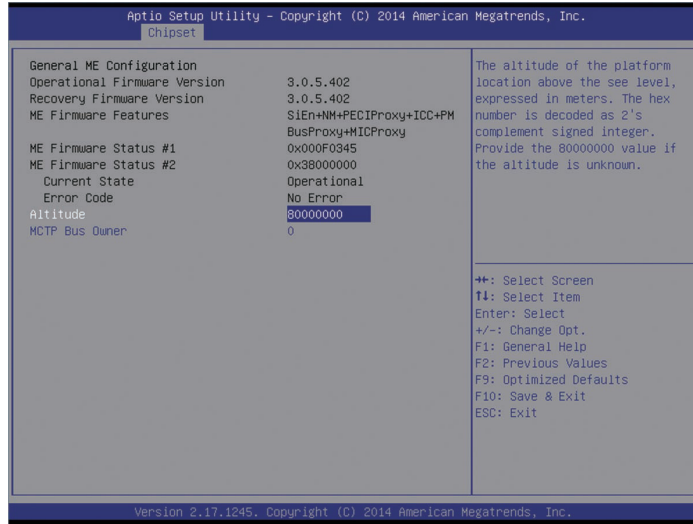 Aptio Setup Utility – Copyright (C) 2014 American Megatrends, Inc.
Chipset
General ME Configuration
Operational Firmware Version 3.0.5.402
Recovery Firmware Version 3.0.5.402
ME Firmware Features SiEn+NM+PECIProxy+ICC+PM
BusProxy+MICProxy
ME Firmware Status #1 0x000F0345
ME Firmware Status #2 0x38000000
Current State Operational
Error Code No Error
Altitude 80000000
MCTP Bus Owner 0
The altitude of the platform
location above the see level,
expressed in meters. The hex
number is decoded as 2's
complement signed integer.
Provide the 80000000 value if
the altitude is unknown.
→←: Select Screen
↑↓: Select Item
Enter: Select
+/-: Change Opt.
F1: General Help
F2: Previous Values
F9: Optimized Defaults
F10: Save & Exit
ESC: Exit
Version 2.17.1245. Copyright (C) 2014 American Megatrends, Inc.